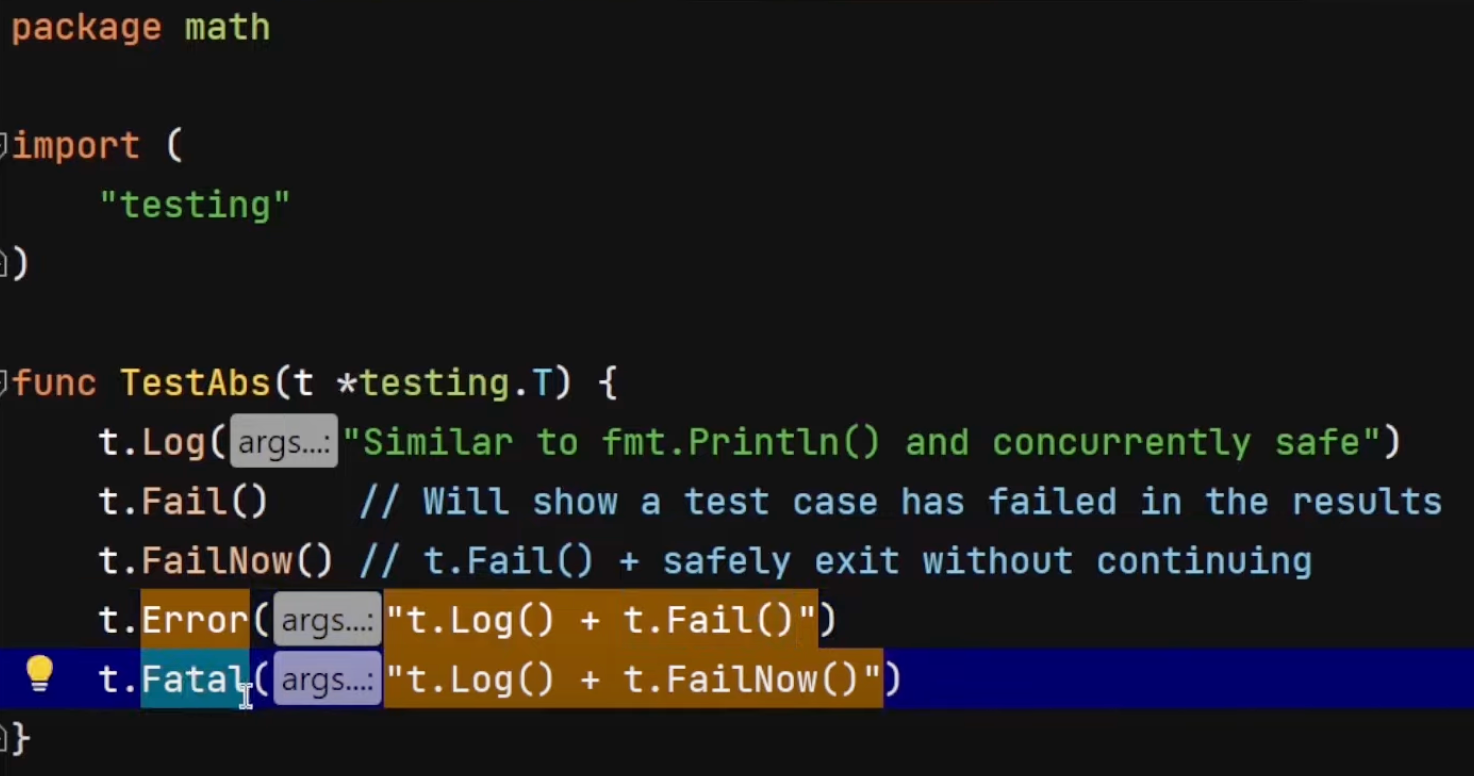 package math
import (
"testing"
)
func TestAbs(t *testing.T) {
t.Log(args...: "Similar to fmt.Println() and concurrently safe")
t.Fail() // Will show a test case has failed in the results
t.FailNow() // t.Fail() + safely exit without continuing
t.Error(args...: "t.Log() + t.Fail()")
t.Fatal(args...: "t.Log() + t.FailNow()")
}